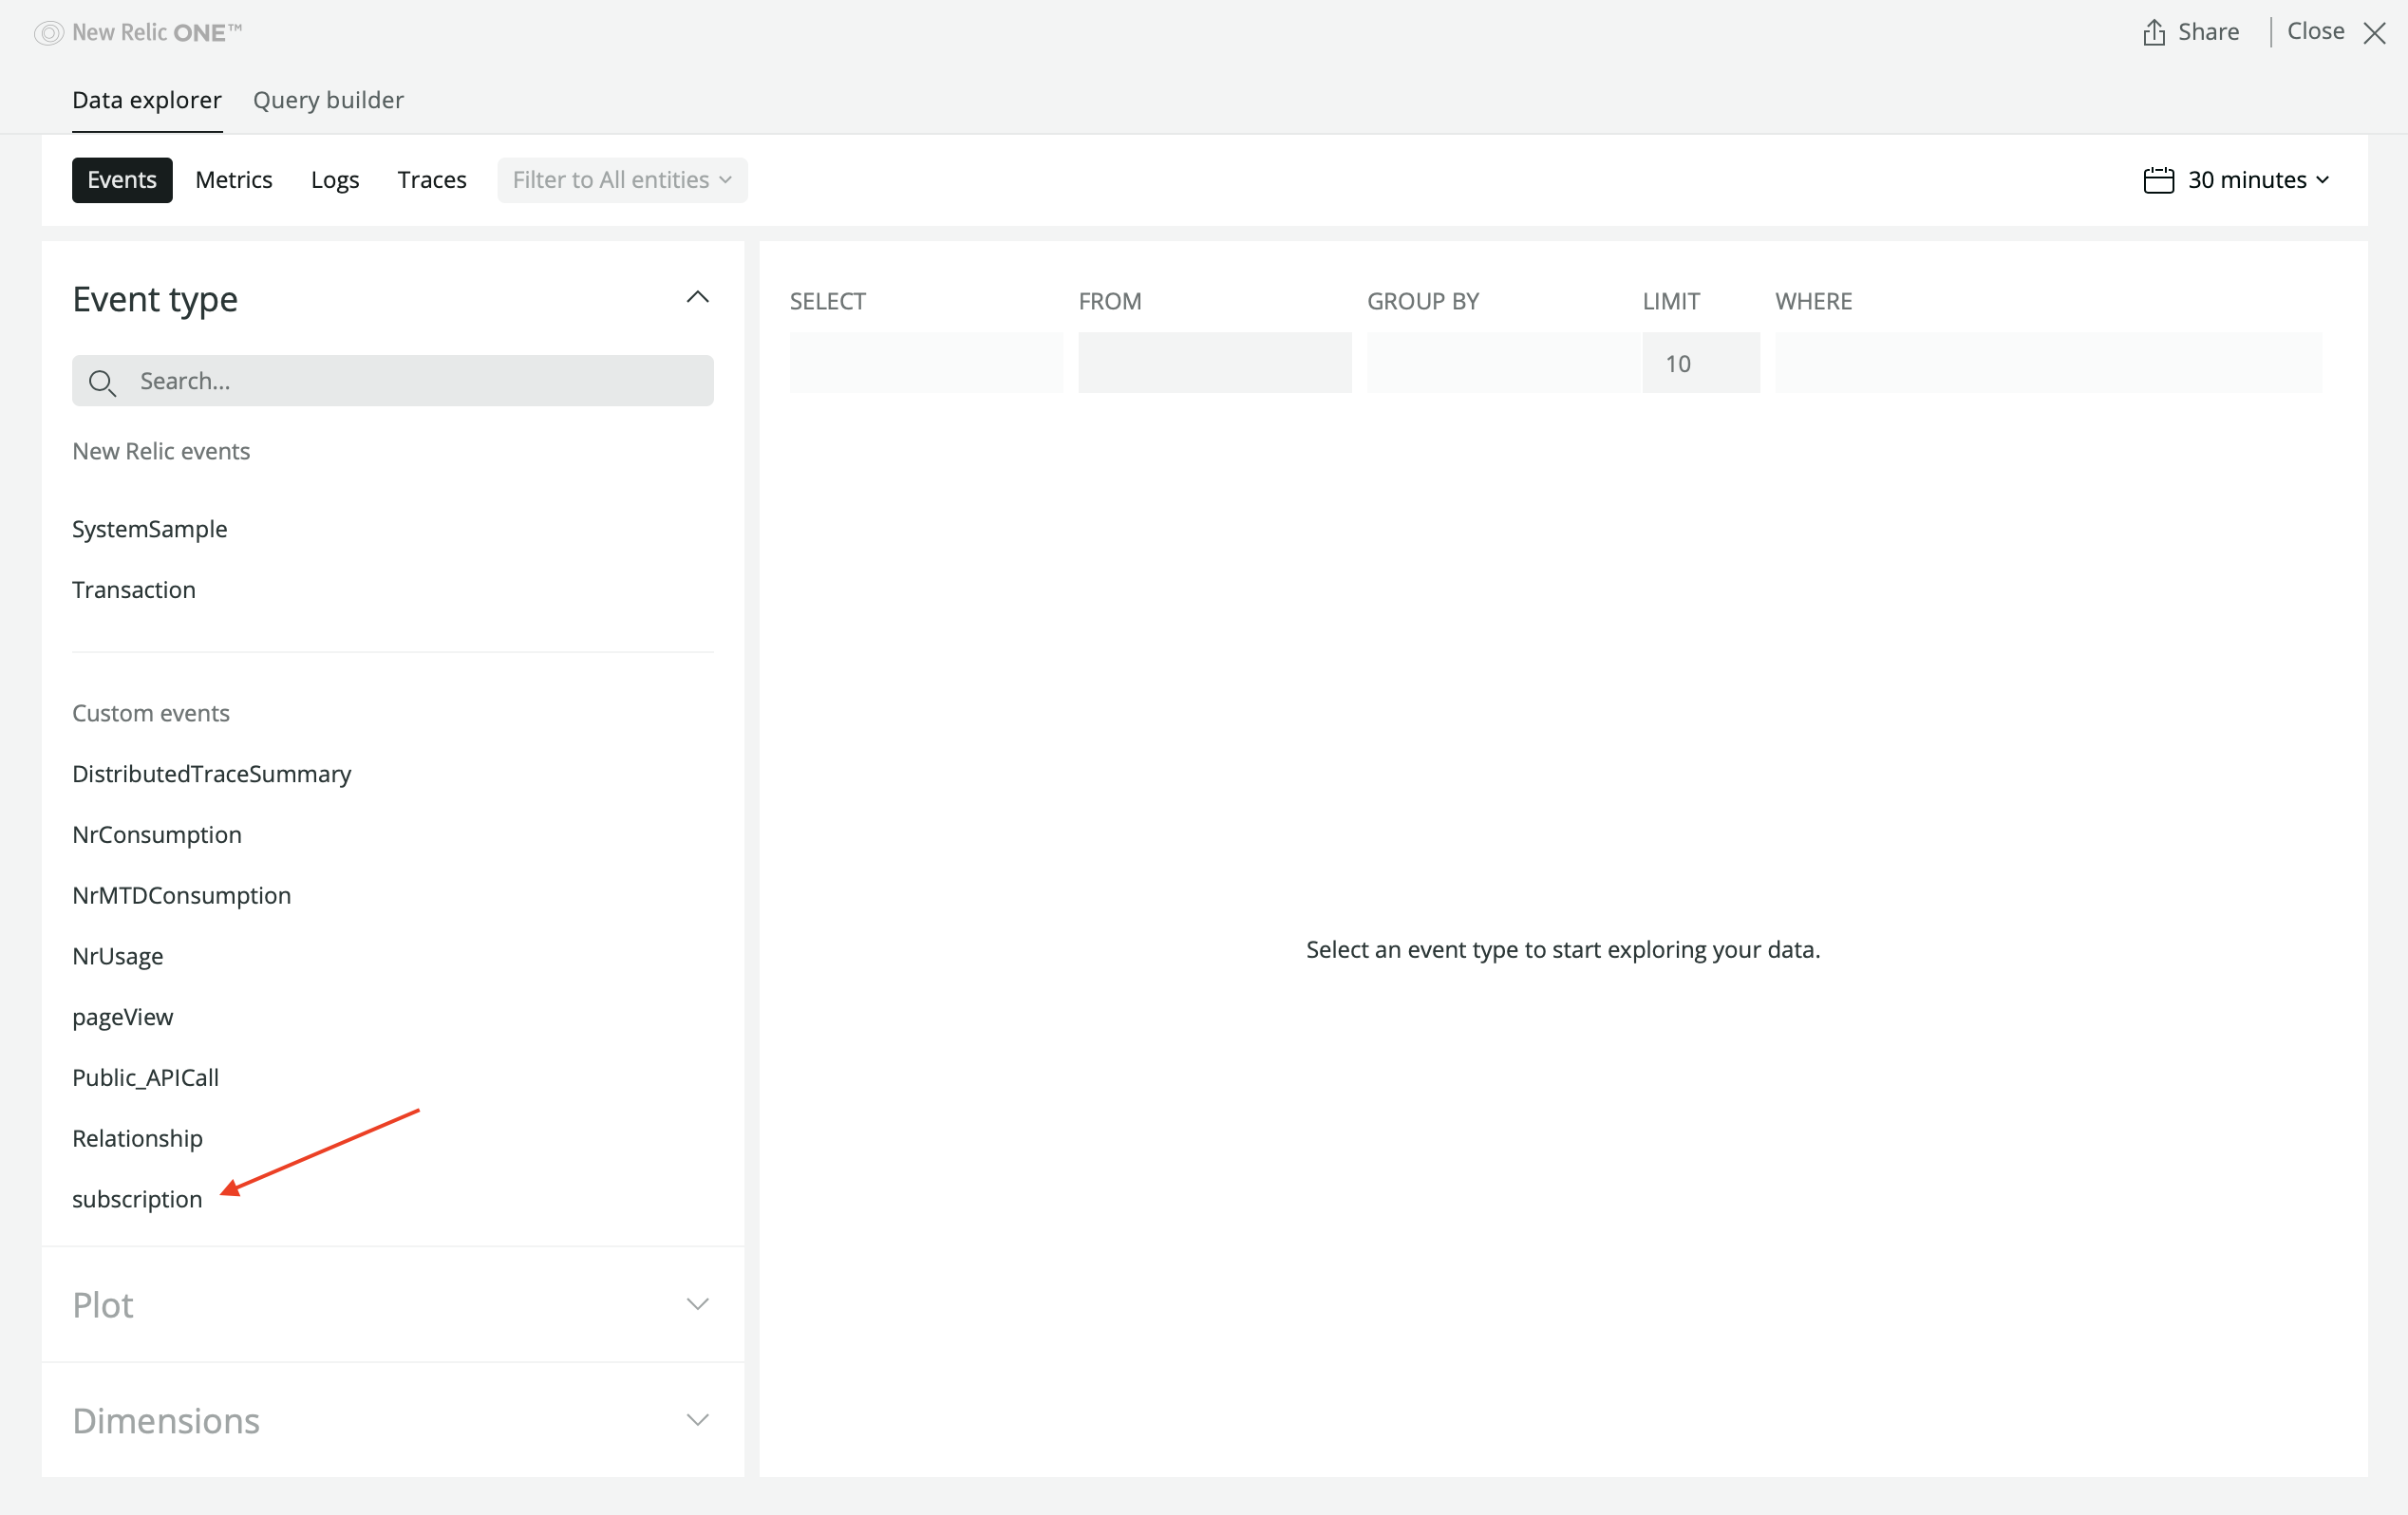 New Relic ONE™
Share
Close
Data explorer
Query builder
Events
Metrics
Logs
Traces
Filter to All entities
30 minutes
Event type
Search...
New Relic events
SystemSample
Transaction
Custom events
DistributedTraceSummary
NrConsumption
NrMTDConsumption
NrUsage
pageView
Public_APICall
Relationship
subscription
Plot
Dimensions
SELECT
FROM
GROUP BY
LIMIT
WHERE
10
Select an event type to start exploring your data.